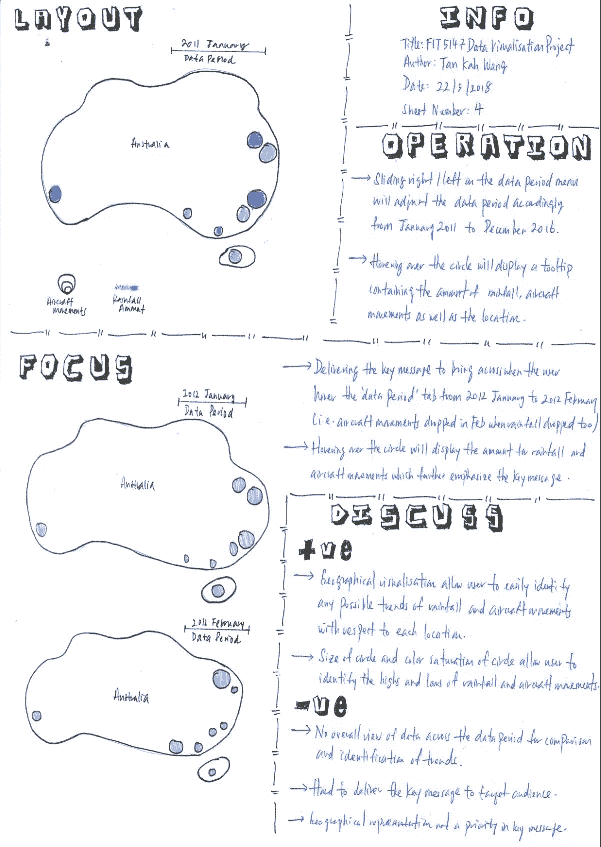 LAYOUT
2011 January
Data Period
Australia
Aircraft
movements
Rainfall
Amount
INFO
Title: FIT5147 Data Visualisation Project
Author: Tan Kah Wang
Date: 22/5/2018
Sheet Number: 4
OPERATION
→ Sliding right/left on the data period menu
will adjust the data period accordingly
from January 2011 to December 2016.
→ Hovering over the circle will display a tooltip
containing the amount of rainfall, aircraft
movements as well as the location.
FOCUS
2012 January
Data Period
Australia
2012 February
Data Period
Australia
→ Delivering the key message to bring across when the user
hover the 'data period' tab from 2012 January to 2012 February
(i.e. aircraft movements dropped in Feb when rainfall dropped too)
→ Hovering over the circle will display the amount for rainfall and
aircraft movements which further emphasize the key message.
DISCUSS
+ve
→ Geographical visualisation allow user to easily identify
any possible trends of rainfall and aircraft movements
with respect to each location.
→ Size of circle and color saturation of circle allow user to
identify the highs and lows of rainfall and aircraft movements.
-ve
→ No overall view of data across the data period for comparison
and identification of trends.
→ Hard to deliver the key message to target audience.
→ Geographical representation not a priority in key message.